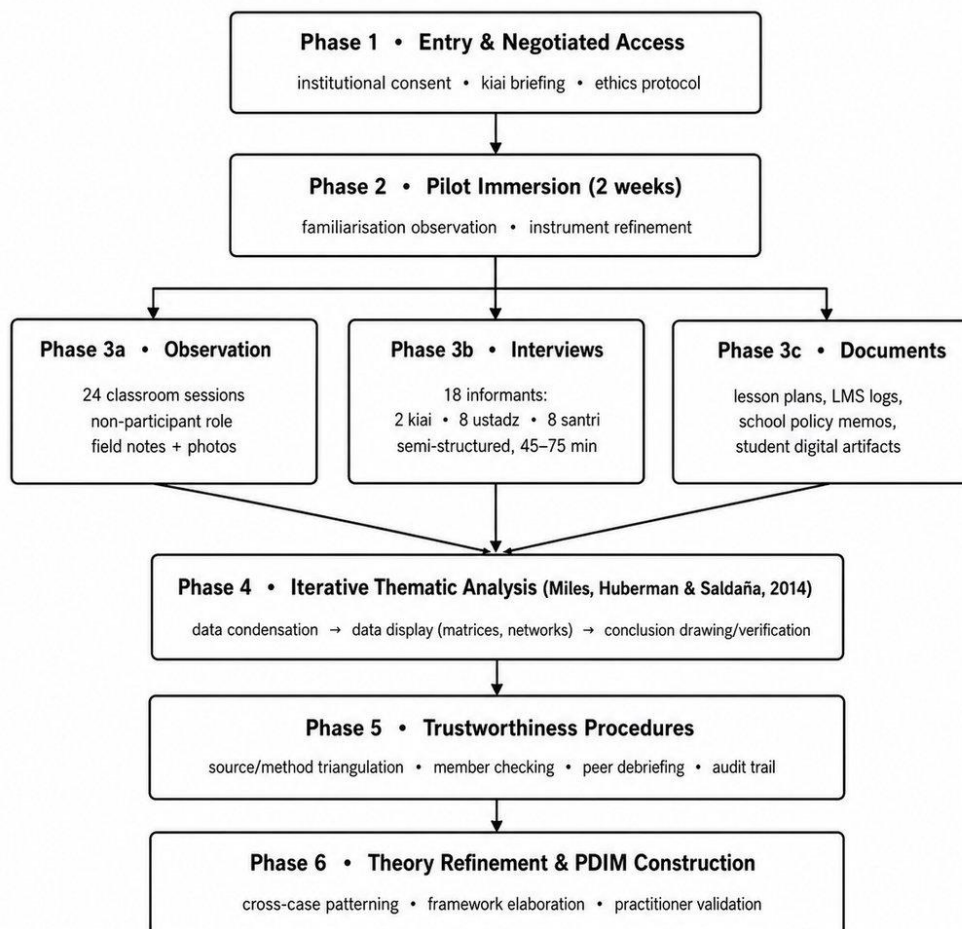 Phase 1 • Entry & Negotiated Access
institutional consent • kiai briefing • ethics protocol
Phase 2 • Pilot Immersion (2 weeks)
familiarisation observation • instrument refinement
Phase 3a • Observation
24 classroom sessions
non-participant role
field notes + photos
Phase 3b • Interviews
18 informants:
2 kiai • 8 ustadz • 8 santri
semi-structured, 45–75 min
Phase 3c • Documents
lesson plans, LMS logs,
school policy memos,
student digital artifacts
Phase 4 • Iterative Thematic Analysis (Miles, Huberman & Saldaña, 2014)
data condensation → data display (matrices, networks) → conclusion drawing/verification
Phase 5 • Trustworthiness Procedures
source/method triangulation • member checking • peer debriefing • audit trail
Phase 6 • Theory Refinement & PDIM Construction
cross-case patterning • framework elaboration • practitioner validation